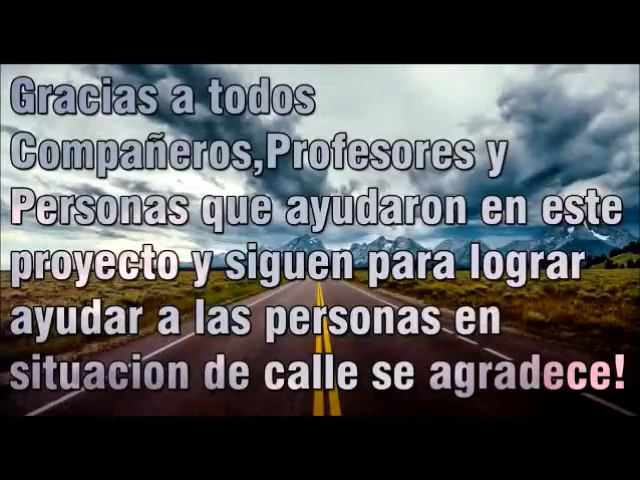 Gracias a todos
Compañeros,Profesores y
Personas que ayudaron en este
proyecto y siguen para lograr
ayudar a las personas en
situacion de calle se agradece!